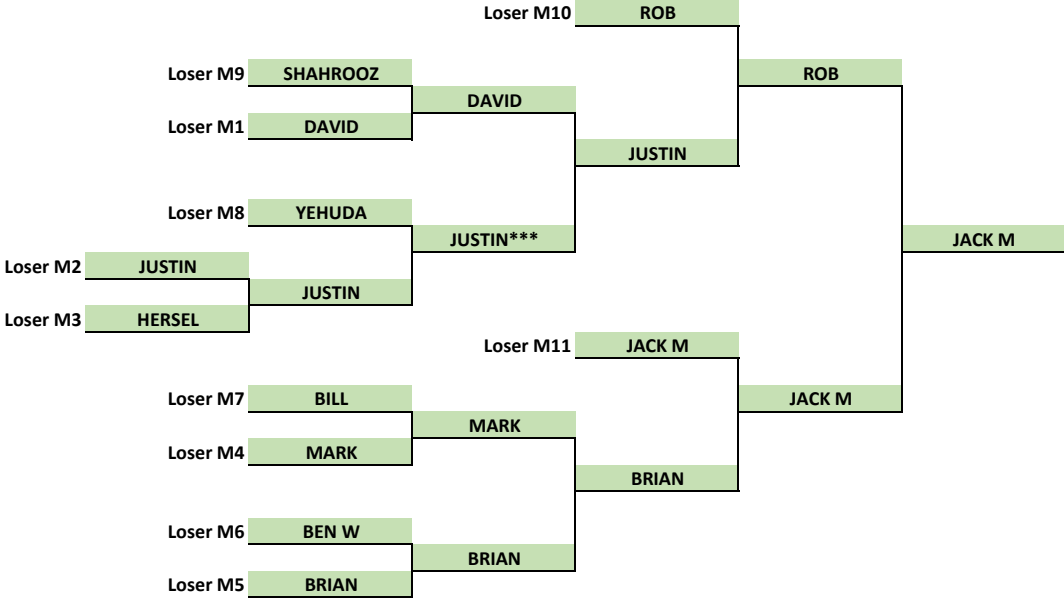 Loser M10 ROB
Loser M9 SHAHROOZ
ROB
DAVID
Loser M1 DAVID
JUSTIN
Loser M8 YEHUDA
JUSTIN***
JACK M
Loser M2 JUSTIN
JUSTIN
Loser M3 HERSEL
Loser M11 JACK M
Loser M7 BILL
JACK M
MARK
Loser M4 MARK
BRIAN
Loser M6 BEN W
BRIAN
Loser M5 BRIAN